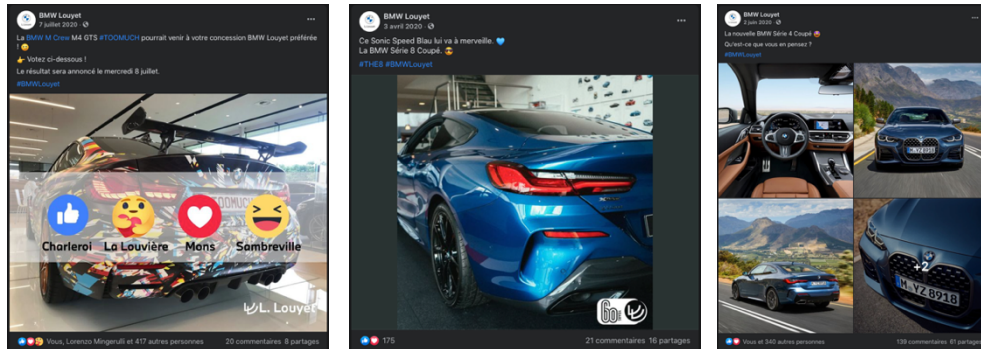 BMW Louyet
7 juillet 2020
La BMW M Crew M4 GTS #TOOMUCH pourrait venir à votre concession BMW Louyet préférée
!
Votez ci-dessous !
Le résultat sera annoncé le mercredi 8 juillet.
#BMWLouyet
TOOMUCH
Charleroi
La Louvière
Mons
Sambreville
L. Louyet
Vous, Lorenzo Mingerulli et 417 autres personnes
20 commentaires 8 partages
BMW Louyet
3 avril 2020
Ce Sonic Speed Blau lui va à merveille.
La BMW Série 8 Coupé.
#THE8 #BMWLouyet
175
21 commentaires 16 partages
BMW Louyet
2 juin 2020
La nouvelle BMW Série 4 Coupé
Qu'est-ce que vous en pensez ?
#BMWLouyet
M YZ 8918
+2
M YZ 8918
Vous et 340 autres personnes
139 commentaires 61 partages